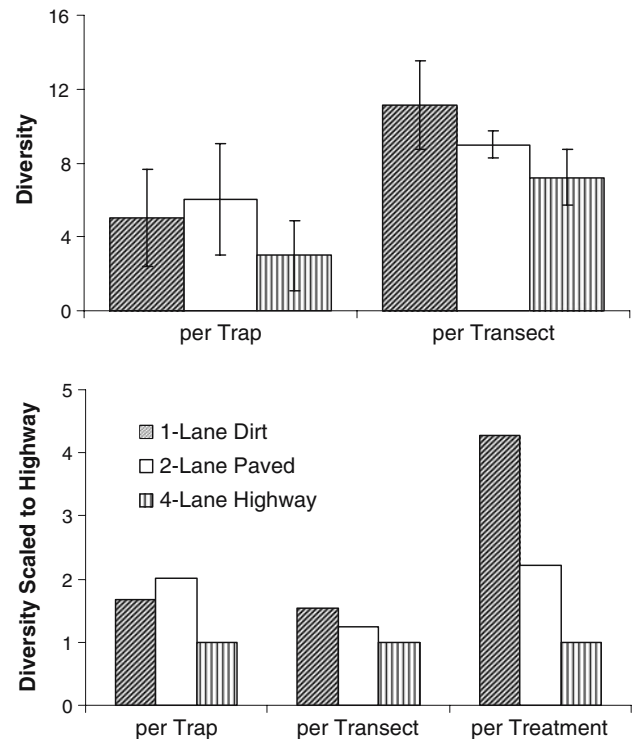 16
12
8
4
0
Diversity
per Trap per Transect
5
4
3
2
1
0
Diversity Scaled to Highway
1-Lane Dirt
2-Lane Paved
4-Lane Highway
per Trap per Transect per Treatment